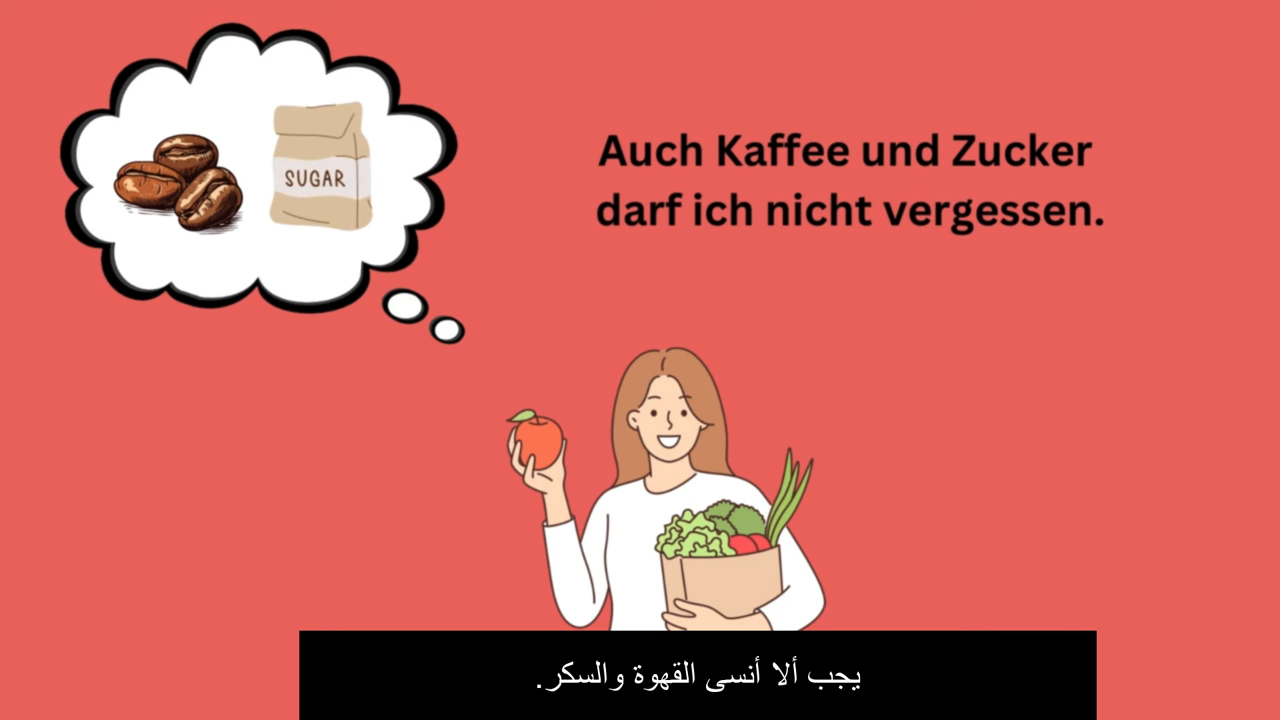 SUGAR
Auch Kaffee und Zucker
darf ich nicht vergessen.
يجب ألا أنسى القهوة والسكر.